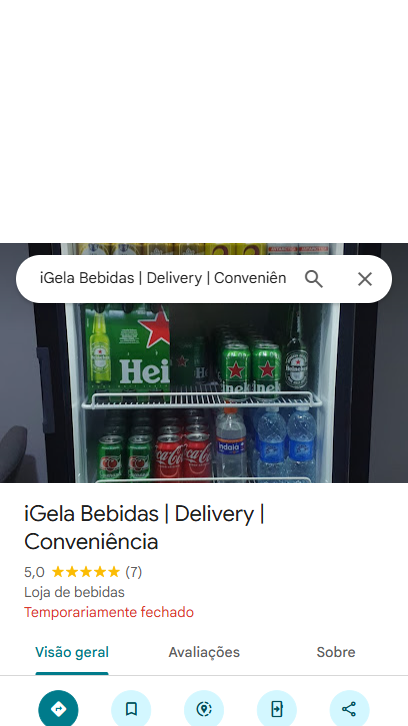 iGela Bebidas | Delivery | Conveniên
Hei
Heineken
indaia
iGela Bebidas | Delivery |
Conveniência
5,0 ★★★★★ (7)
Loja de bebidas
Temporariamente fechado
Visão geral
Avaliações
Sobre